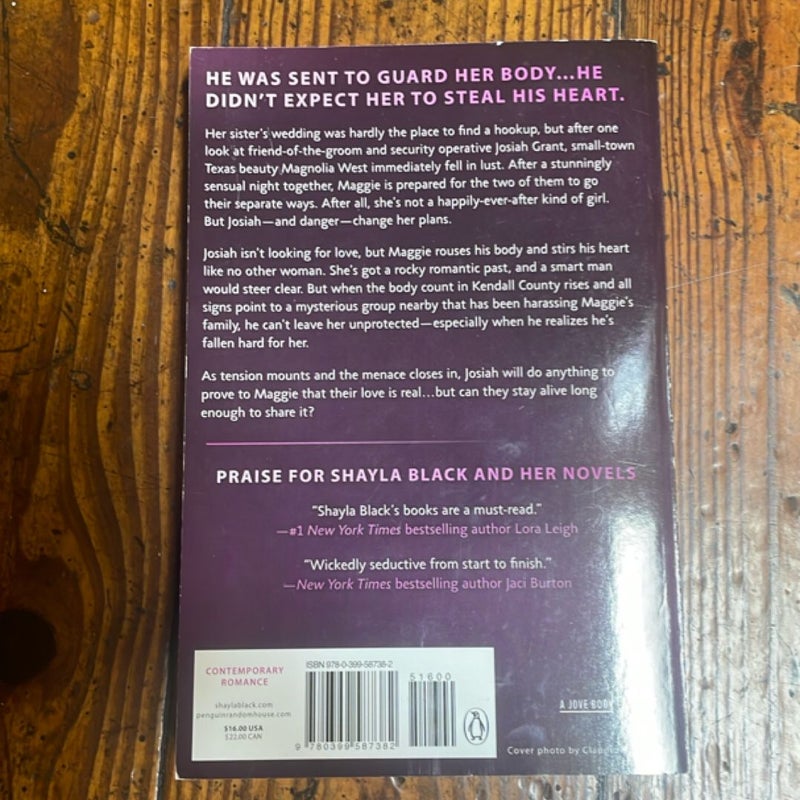 HE WAS SENT TO GUARD HER BODY...HE
DIDN'T EXPECT HER TO STEAL HIS HEART.
Her sister's wedding was hardly the place to find a hookup, but after one
look at friend-of-the-groom and security operative Josiah Grant, small-town
Texas beauty Magnolia West immediately fell in lust. After a stunningly
sensual night together, Maggie is prepared for the two of them to go
their separate ways. After all, she's not a happily-ever-after kind of girl.
But Josiah—and danger—change her plans.
Josiah isn't looking for love, but Maggie rouses his body and stirs his heart
like no other woman. She's got a rocky romantic past, and a smart man
would steer clear. But when the body count in Kendall County rises and all
signs point to a mysterious group nearby that has been harassing Maggie's
family, he can't leave her unprotected—especially when he realizes he's
fallen hard for her.
As tension mounts and the menace closes in, Josiah will do anything to
prove to Maggie that their love is real...but can they stay alive long
enough to share it?
PRAISE FOR SHAYLA BLACK AND HER NOVELS
"Shayla Black's books are a must-read."
—#1 New York Times bestselling author Lora Leigh
"Wickedly seductive from start to finish."
—New York Times bestselling author Jaci Burton
CONTEMPORARY
ROMANCE
shaylablack.com
penguinrandomhouse.com
$16.00 USA
$22.00 CAN
ISBN 978-0-399-58738-2
51600
9 780399 587382
A JOVE BOOK
Cover photo by